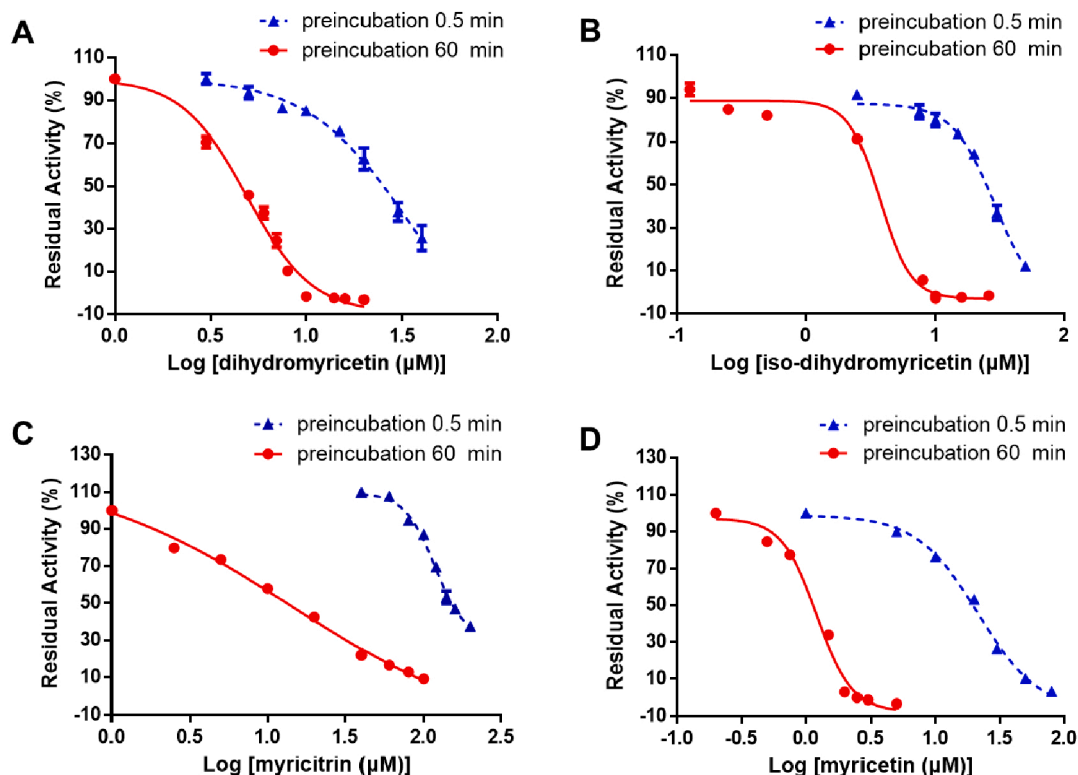 A
preincubation 0.5 min
preincubation 60 min
Residual Activity (%)
110
90
70
50
30
10
-10
0.0
0.5
1.0
1.5
2.0
Log [dihydromyricetin (μM)]
B
preincubation 0.5 min
preincubation 60 min
Residual Activity (%)
110
90
70
50
30
10
-10
-1
0
1
2
Log [iso-dihydromyricetin (μM)]
C
preincubation 0.5 min
preincubation 60 min
Residual Activity (%)
130
110
90
70
50
30
10
-10
0.0
0.5
1.0
1.5
2.0
2.5
Log [myricitrin (μM)]
D
preincubation 0.5 min
preincubation 60 min
Residual Activity (%)
130
110
90
70
50
30
10
-10
-1.0
-0.5
0.0
0.5
1.0
1.5
2.0
Log [myricetin (μM)]